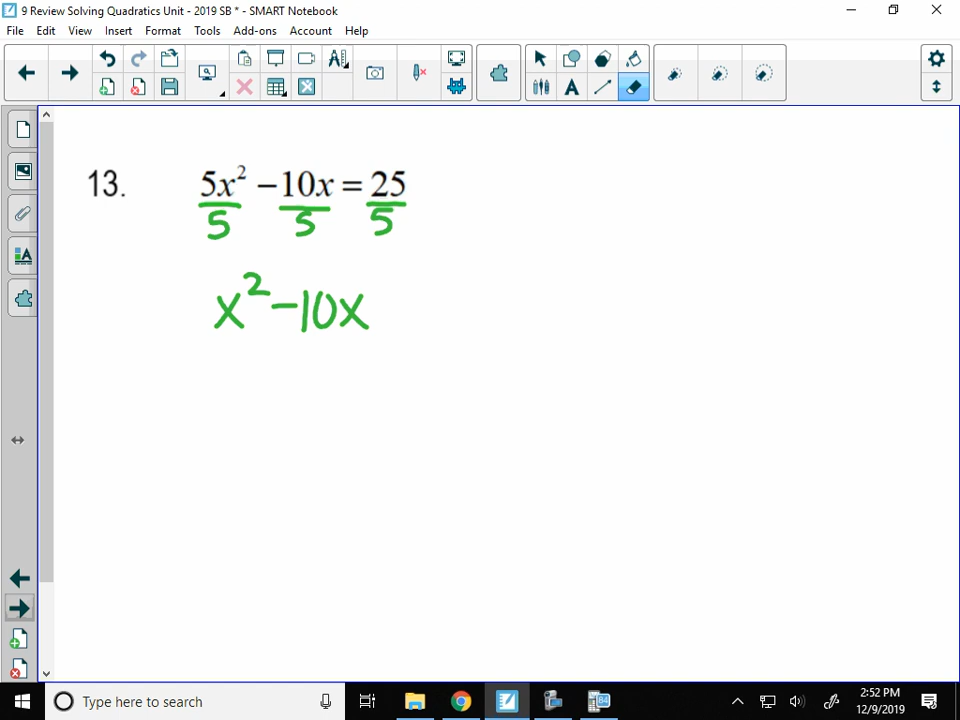 9 Review Solving Quadratics Unit - 2019 SB * - SMART Notebook
File Edit View Insert Format Tools Add-ons Account Help
13. 5x² − 10x = 25
5 5 5
x² − 10x
Type here to search
2:52 PM
12/9/2019